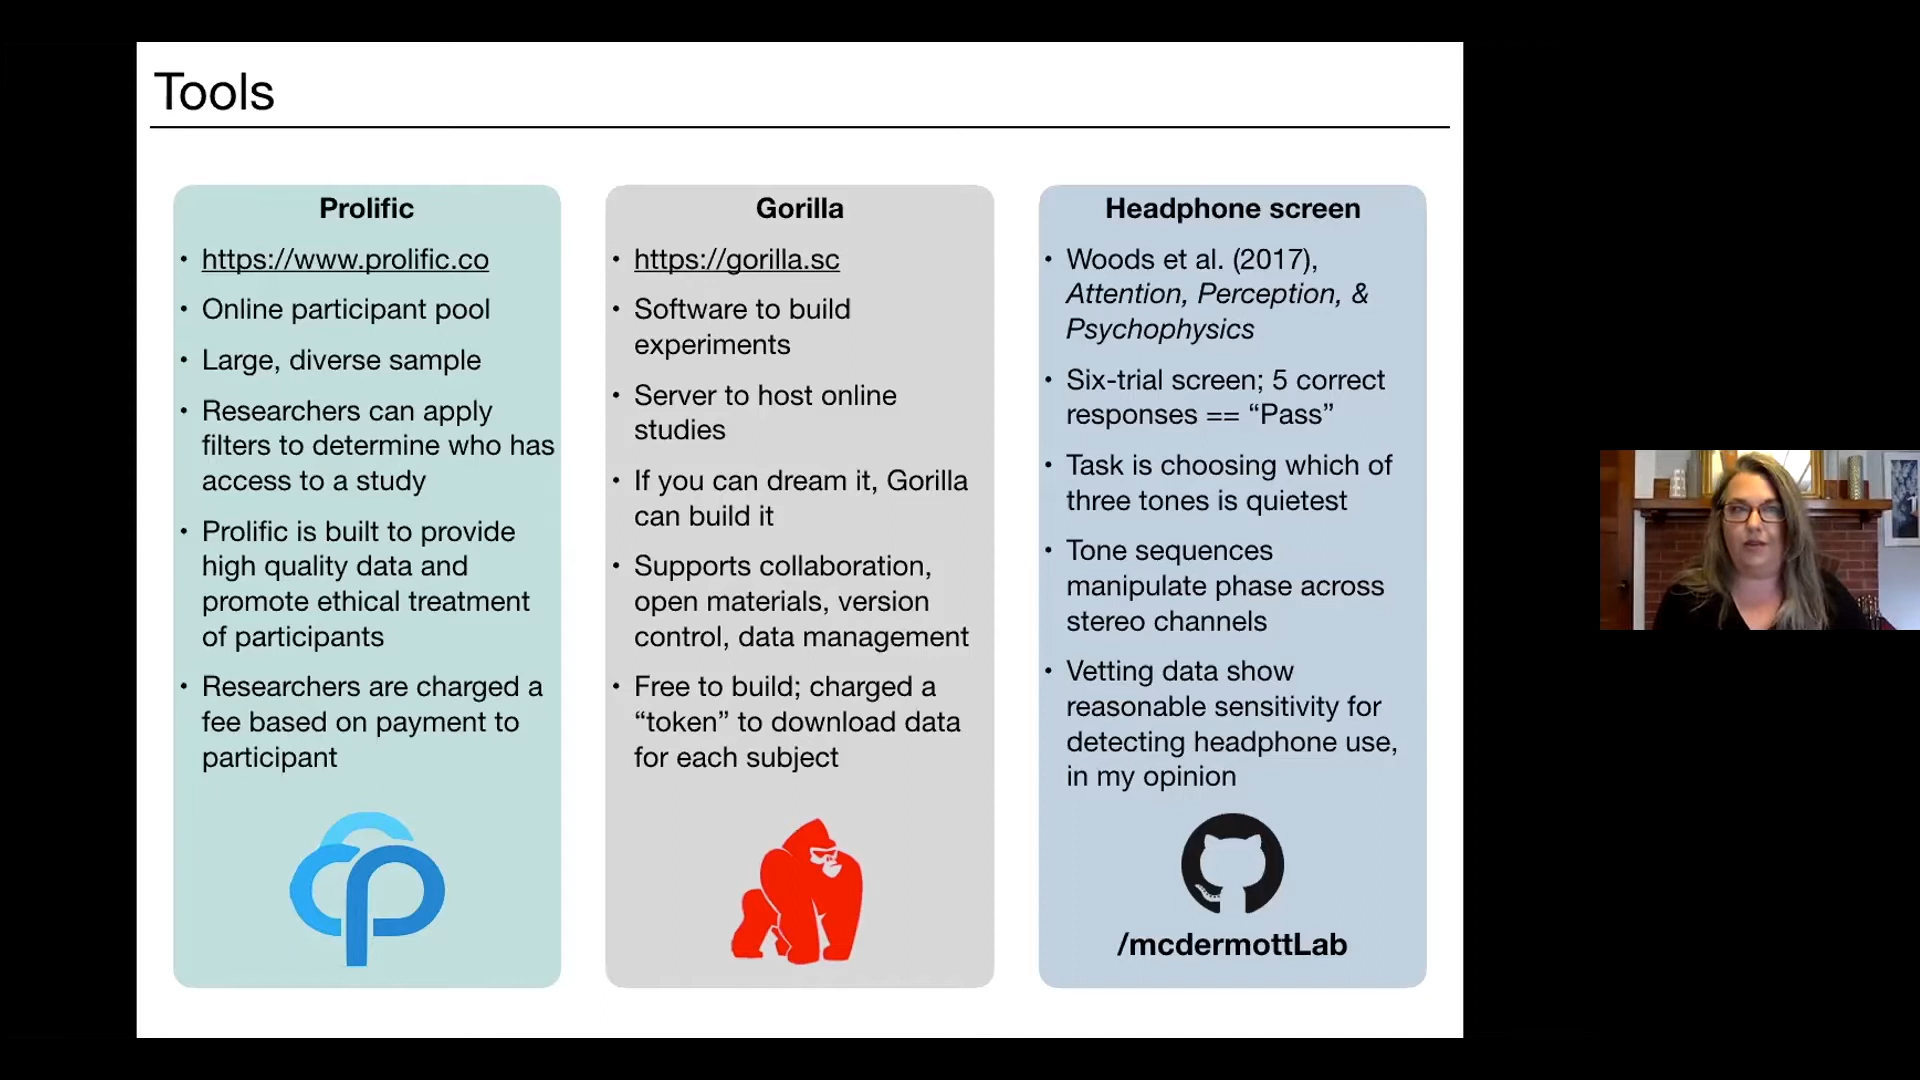 Tools
Prolific
• https://www.prolific.co
• Online participant pool
• Large, diverse sample
• Researchers can apply
filters to determine who has
access to a study
• Prolific is built to provide
high quality data and
promote ethical treatment
of participants
• Researchers are charged a
fee based on payment to
participant
Gorilla
• https://gorilla.sc
• Software to build
experiments
• Server to host online
studies
• If you can dream it, Gorilla
can build it
• Supports collaboration,
open materials, version
control, data management
• Free to build; charged a
“token” to download data
for each subject
Headphone screen
• Woods et al. (2017),
Attention, Perception, &
Psychophysics
• Six-trial screen; 5 correct
responses == “Pass”
• Task is choosing which of
three tones is quietest
• Tone sequences
manipulate phase across
stereo channels
• Vetting data show
reasonable sensitivity for
detecting headphone use,
in my opinion
/mcdermottLab